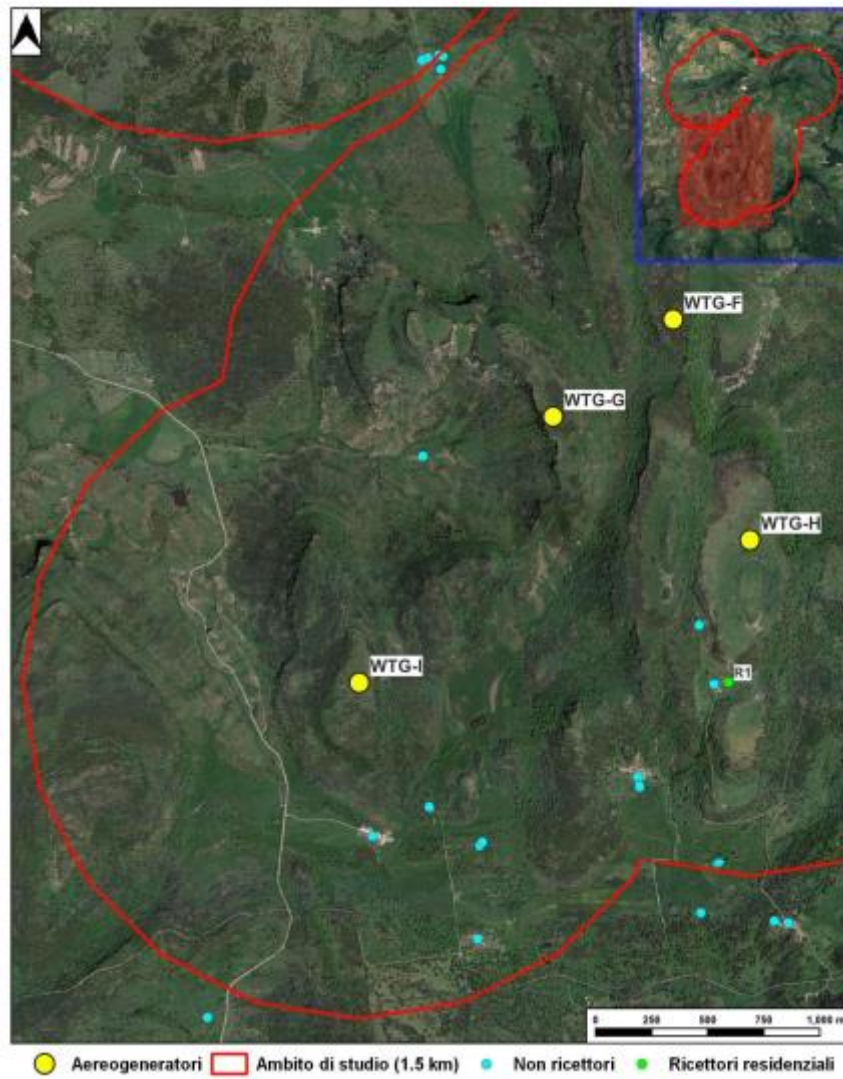 WTG-F
WTG-G
WTG-H
WTG-I
R1
0 250 500 750 1,000 m
Aereogeneratori Ambito di studio (1.5 km) Non ricettori Ricettori residenziali